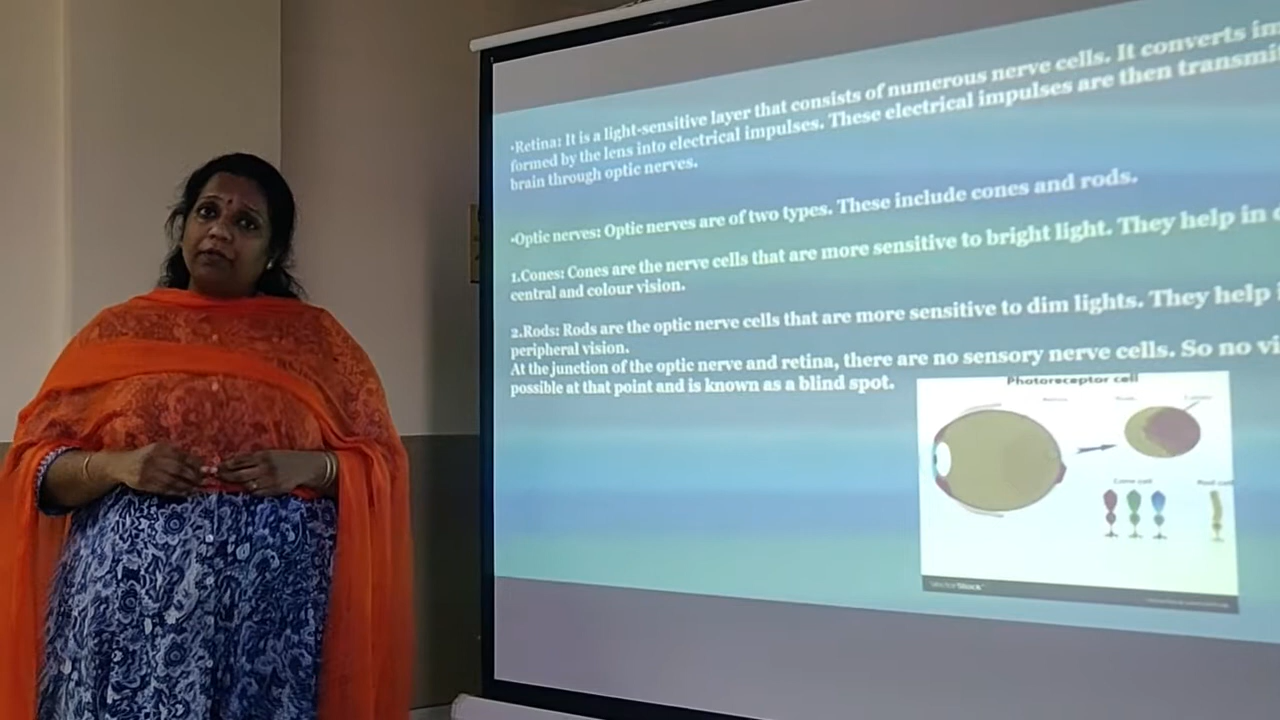 •Retina: It is a light-sensitive layer that consists of numerous nerve cells. It converts
formed by the lens into electrical impulses. These electrical impulses are then
brain through optic nerves.
•Optic nerves: Optic nerves are of two types. These include cones and rods.
1.Cones: Cones are the nerve cells that are more sensitive to bright light. They help in
central and colour vision.
2.Rods: Rods are the optic nerve cells that are more sensitive to dim lights. They help
peripheral vision.
At the junction of the optic nerve and retina, there are no sensory nerve cells. So no
possible at that point and is known as a blind spot.
Photoreceptor cell
Cone cell
Rod
VectorStock